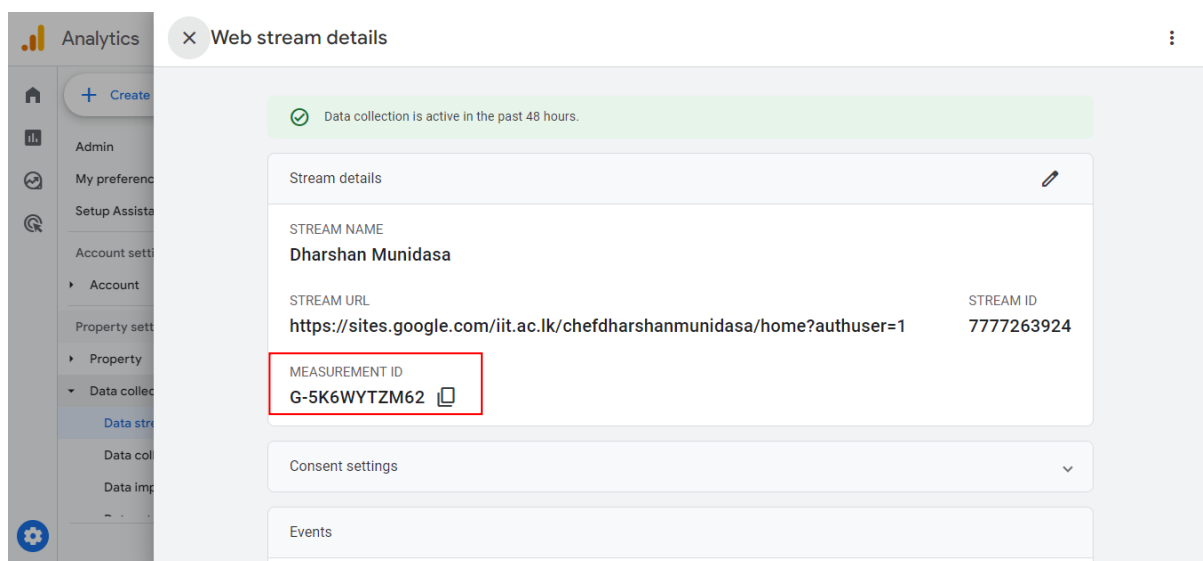 Analytics
Web stream details
Create
Data collection is active in the past 48 hours.
Admin
My preferenc
Stream details
Setup Assista
STREAM NAME
Dharshan Munidasa
Account setti
Account
STREAM URL
STREAM ID
https://sites.google.com/iit.ac.lk/chefdharshanmunidasa/home?authuser=1
7777263924
Property sett
Property
MEASUREMENT ID
G-5K6WYTZM62
Data collec
Data stre
Data coll
Consent settings
Data imp
Events